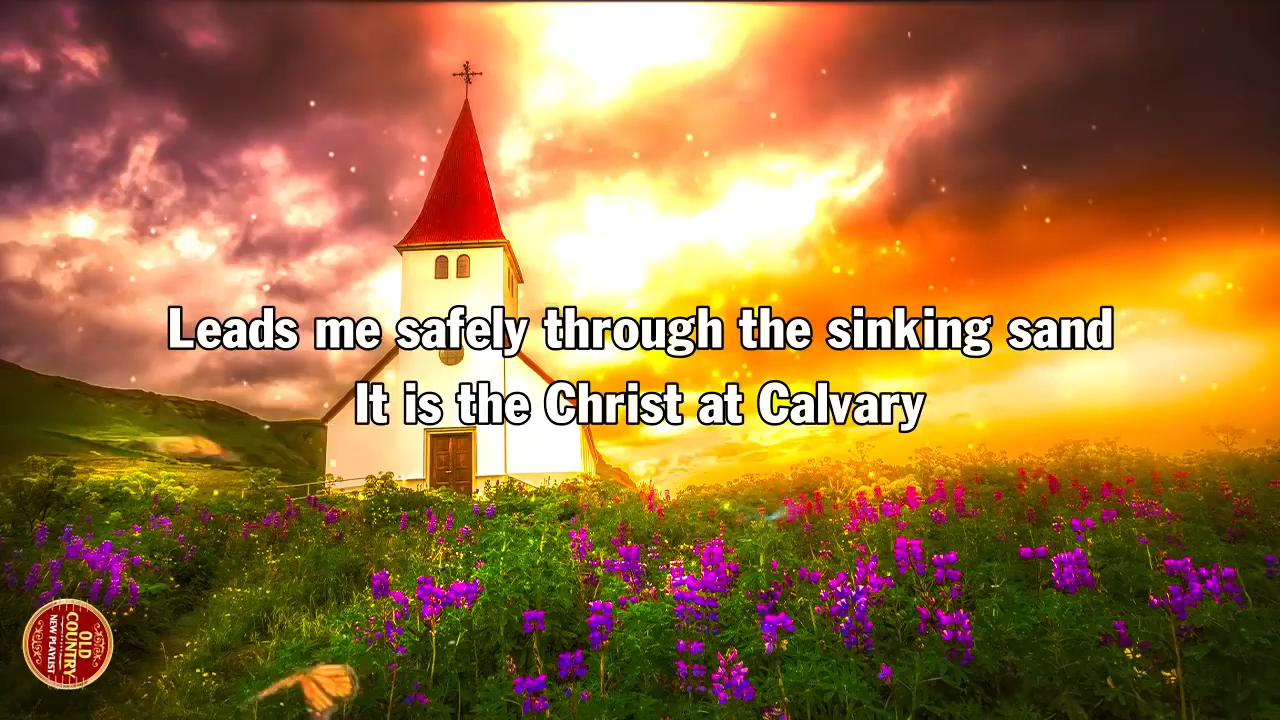 Leads me safely through the sinking sand
It is the Christ at Calvary
OLD
COUNTRY
NEW PLAYLIST